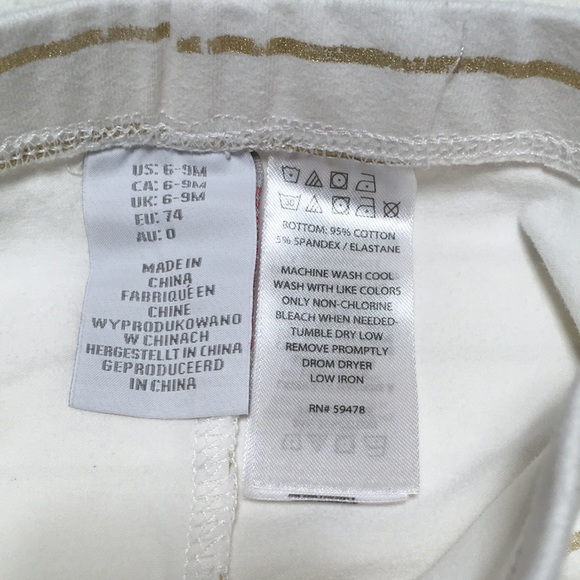 US: 6-9M
CA: 6-9M
UK: 6-9M
EU: 74
AU: 0
MADE IN
CHINA
FABRIQUÉ EN
CHINE
WYPRODUKOWANO
W CHINACH
HERGESTELLT IN CHINA
GEPRODUCEERD
IN CHINA
BOTTOM: 95% COTTON
5% SPANDEX / ELASTANE
MACHINE WASH COOL
WASH WITH LIKE COLORS
ONLY NON-CHLORINE
BLEACH WHEN NEEDED-
TUMBLE DRY LOW
REMOVE PROMPTLY
DROM DRYER
LOW IRON
RN# 59478